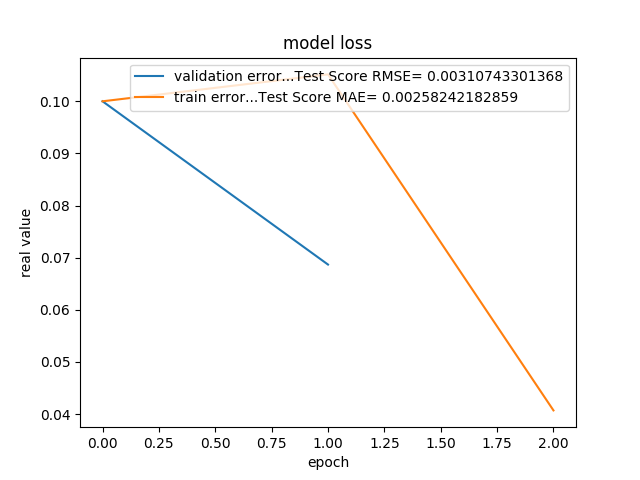 model loss
validation error...Test Score RMSE= 0.00310743301368
train error...Test Score MAE= 0.00258242182859
0.10
0.09
0.08
0.07
0.06
0.05
0.04
real value
0.00 0.25 0.50 0.75 1.00 1.25 1.50 1.75 2.00
epoch